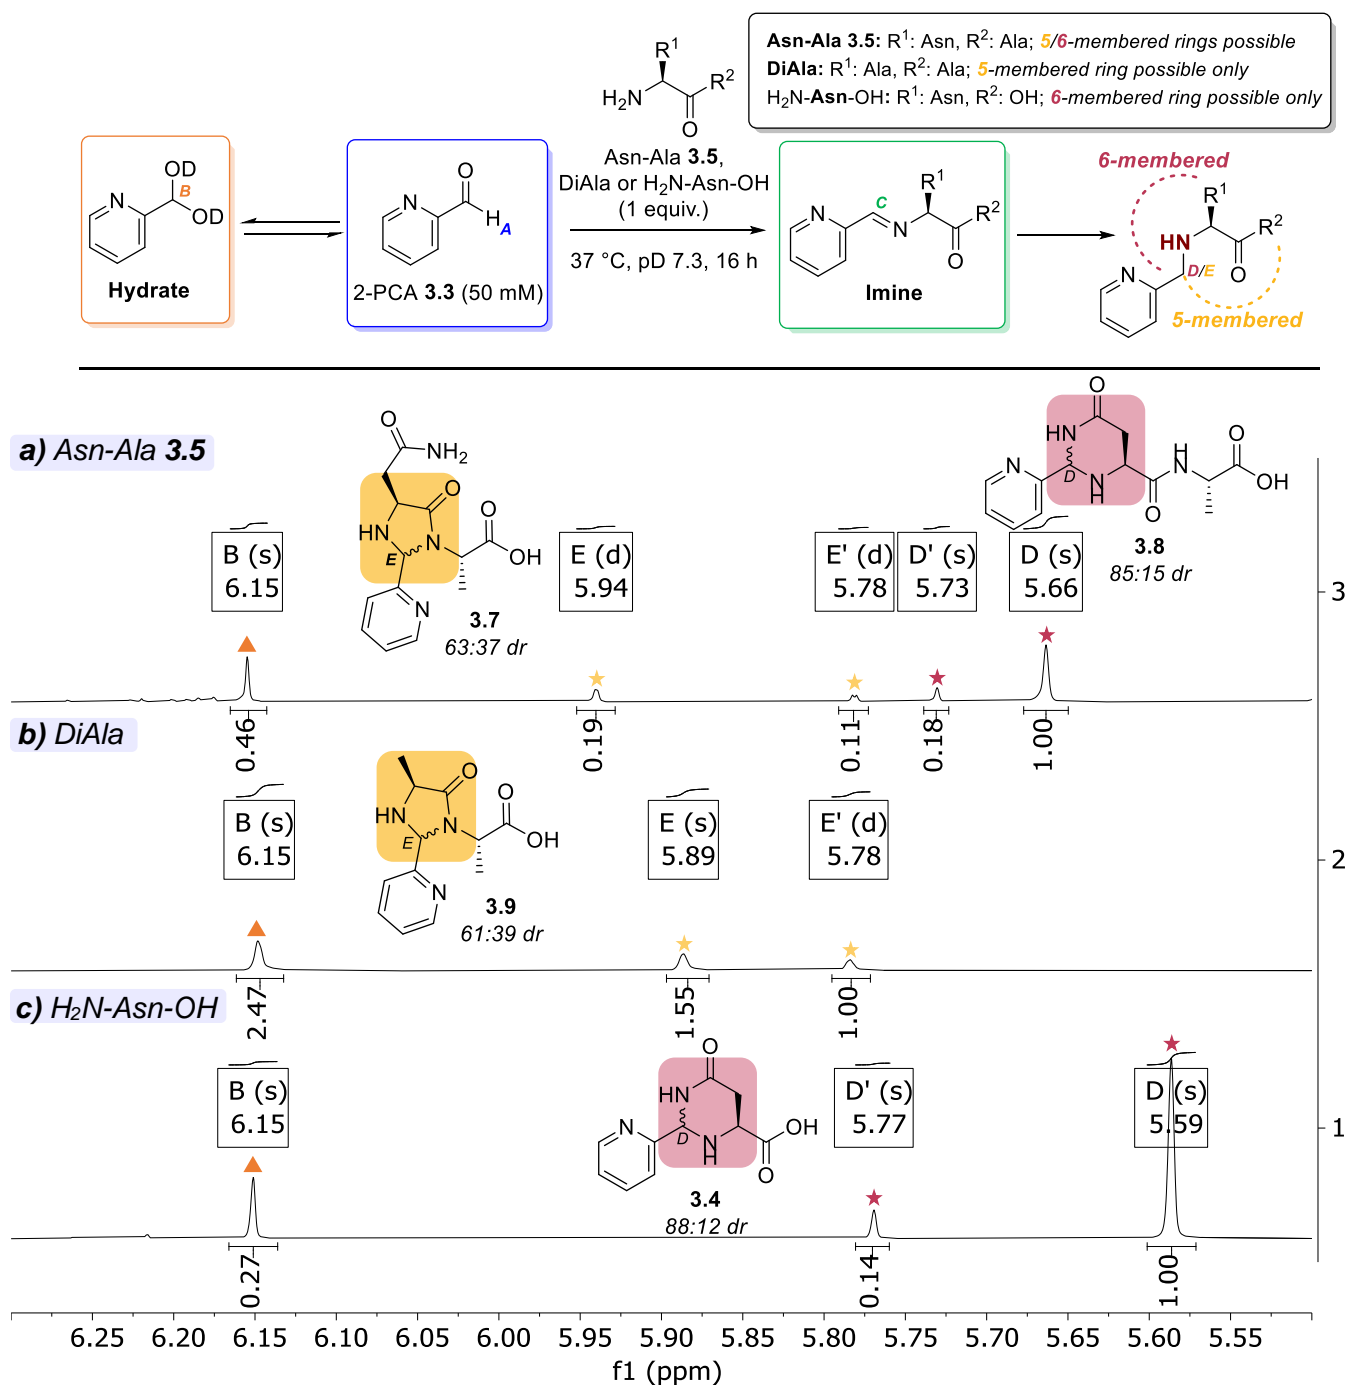 Asn-Ala 3.5: R¹: Asn, R²: Ala; 5/6-membered rings possible
DiAla: R¹: Ala, R²: Ala; 5-membered ring possible only
H₂N-Asn-OH: R¹: Asn, R²: OH; 6-membered ring possible only
R¹
R²
H₂N
O
Asn-Ala 3.5,
DiAla or H₂N-Asn-OH
(1 equiv.)
37 °C, pD 7.3, 16 h
OD
B
N
OD
Hydrate
O
N
H
A
2-PCA 3.3 (50 mM)
R¹
C
R²
N
N
O
Imine
6-membered
R¹
R²
HN
O
N
D/E
5-membered
a) Asn-Ala 3.5
O
NH₂
O
O
HN
N
OH
E
N
3.7
63:37 dr
O
HN
N
D
N
H
H
N
O
O
OH
3.8
85:15 dr
B (s)
6.15
E (d)
5.94
E' (d)
5.78
D' (s)
5.73
D (s)
5.66
3
0.46
0.19
0.11
0.18
1.00
b) DiAla
O
O
HN
N
OH
E
N
3.9
61:39 dr
B (s)
6.15
E (s)
5.89
E' (d)
5.78
2
2.47
1.55
1.00
c) H₂N-Asn-OH
O
HN
N
D
N
H
OH
O
3.4
88:12 dr
B (s)
6.15
D' (s)
5.77
D (s)
5.59
1
0.27
0.14
1.00
6.25 6.20 6.15 6.10 6.05 6.00 5.95 5.90 5.85 5.80 5.75 5.70 5.65 5.60 5.55
f1 (ppm)